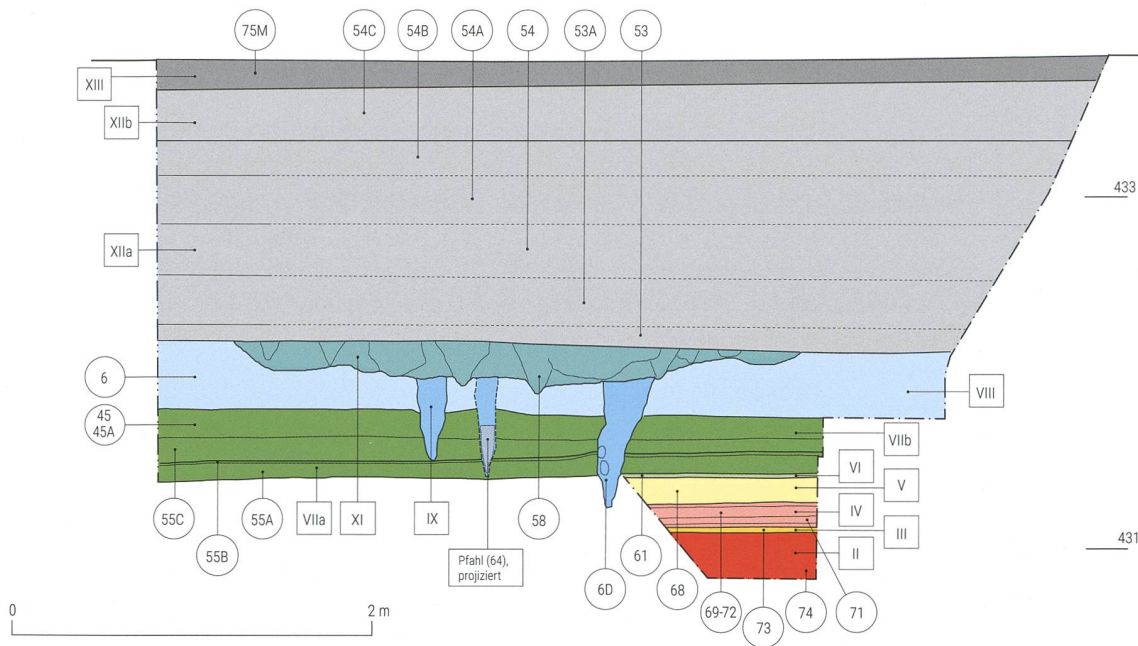 75M
54C
54B
54A
54
53A
53
XIII
XIIb
433
XIIa
6
VIII
45
45A
VIIb
VI
V
IV
III
431
II
55C
55B
55A
VIIa
XI
IX
Pfahl (64),
projiziert
58
6D
61
68
69-72
73
74
71
0
2 m